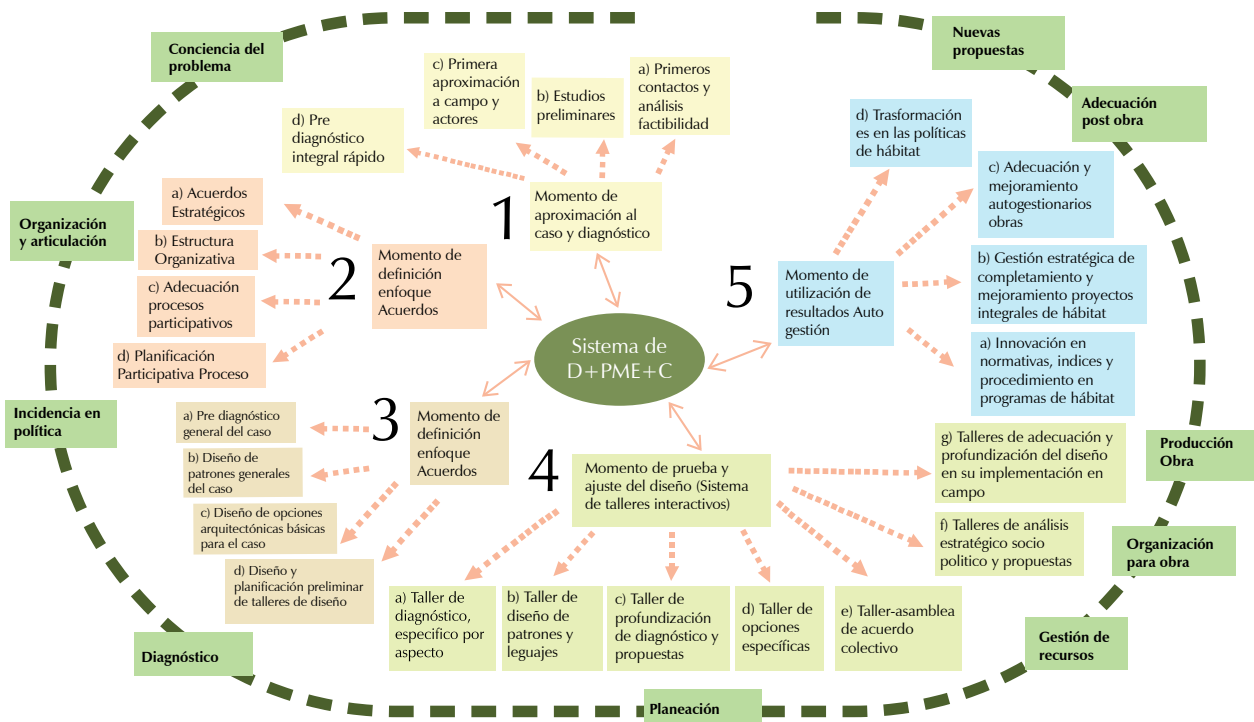 Conciencia del
problema
Nuevas
propuestas
Adecuación
post obra
Organización
y articulación
Incidencia en
política
Diagnóstico
Planeación
Gestión de
recursos
Organización
para obra
Producción
Obra
Sistema de
D+PME+C
1
Momento de
aproximación al
caso y diagnóstico
a) Primeros
contactos y
análisis
factibilidad
b) Estudios
preliminares
c) Primera
aproximación
a campo y
actores
d) Pre
diagnóstico
integral rápido
2
Momento de
definición
enfoque
Acuerdos
a) Acuerdos
Estratégicos
b) Estructura
Organizativa
c) Adecuación
procesos
participativos
d) Planificación
Participativa Proceso
3
Momento de
definición
enfoque
Acuerdos
a) Pre diagnóstico
general del caso
b) Diseño de
patrones generales
del caso
c) Diseño de opciones
arquitectónicas básicas
para el caso
d) Diseño y
planificación preliminar
de talleres de diseño
4
Momento de prueba y
ajuste del diseño (Sistema
de talleres interactivos)
a) Taller de
diagnóstico,
especifico por
aspecto
b) Taller de
diseño de
patrones y
leguajes
c) Taller de
profundización
de diagnóstico y
propuestas
d) Taller de
opciones
específicas
e) Taller-asamblea
de acuerdo
colectivo
f) Talleres de análisis
estratégico socio
politico y propuestas
g) Talleres de adecuación y
profundización del diseño
en su implementación en
campo
5
Momento de
utilización de
resultados Auto
gestión
a) Innovación en
normativas, indices y
procedimiento en
programas de hábitat
b) Gestión estratégica de
completamiento y
mejoramiento proyectos
integrales de hábitat
c) Adecuación y
mejoramiento
autogestionarios
obras
d) Trasformación
es en las políticas
de hábitat